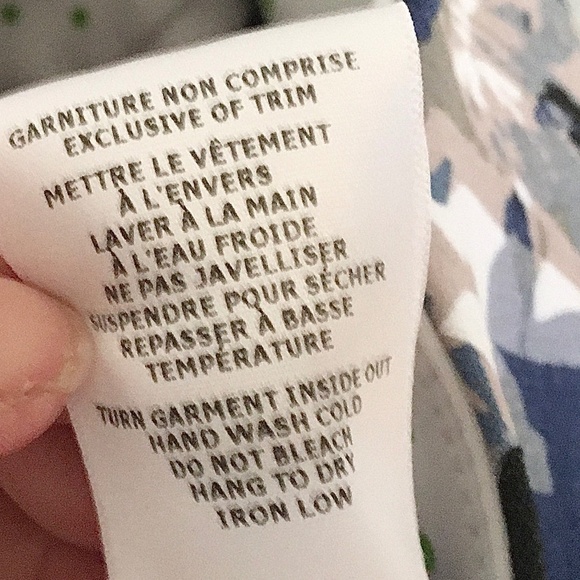 GARNITURE NON COMPRISE
EXCLUSIVE OF TRIM
METTRE LE VÊTEMENT
À L'ENVERS
LAVER À LA MAIN
À L'EAU FROIDE
NE PAS JAVELLISER
SUSPENDRE POUR SÉCHER
REPASSER À BASSE
TEMPÉRATURE
TURN GARMENT INSIDE OUT
HAND WASH COLD
DO NOT BLEACH
HANG TO DRY
IRON LOW